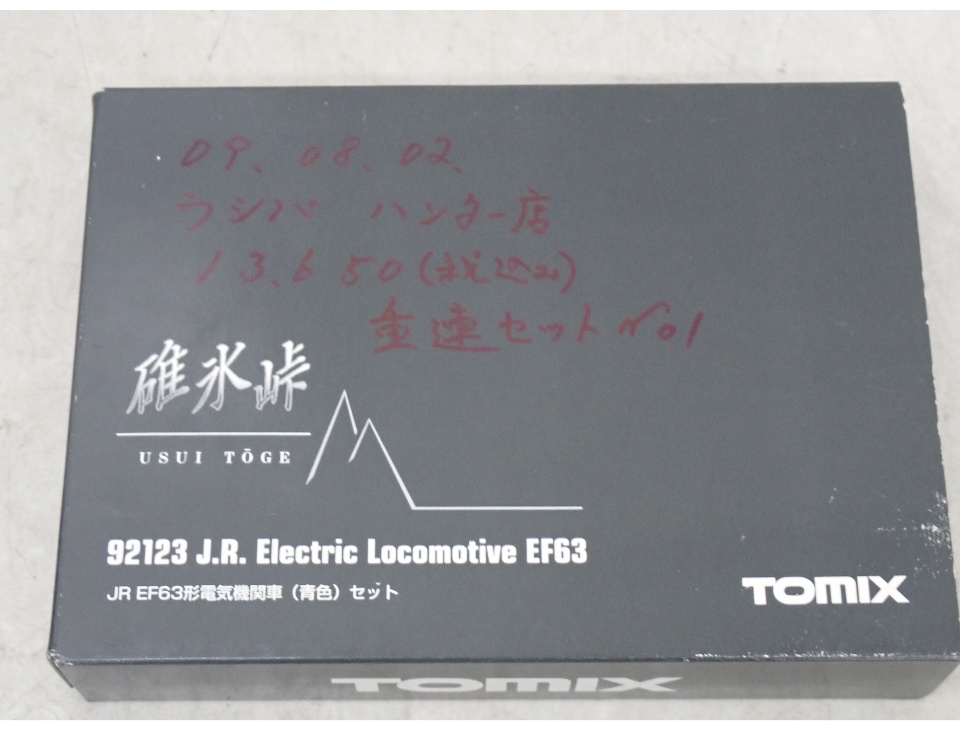 09.08.02.
ウシバ ハンター店
13.650(税込み)
重連セット No1
碓氷峠
USUI TŌGE
92123 J.R. Electric Locomotive EF63
JR EF63形電気機関車（青色）セット
TOMIX
TOMIX